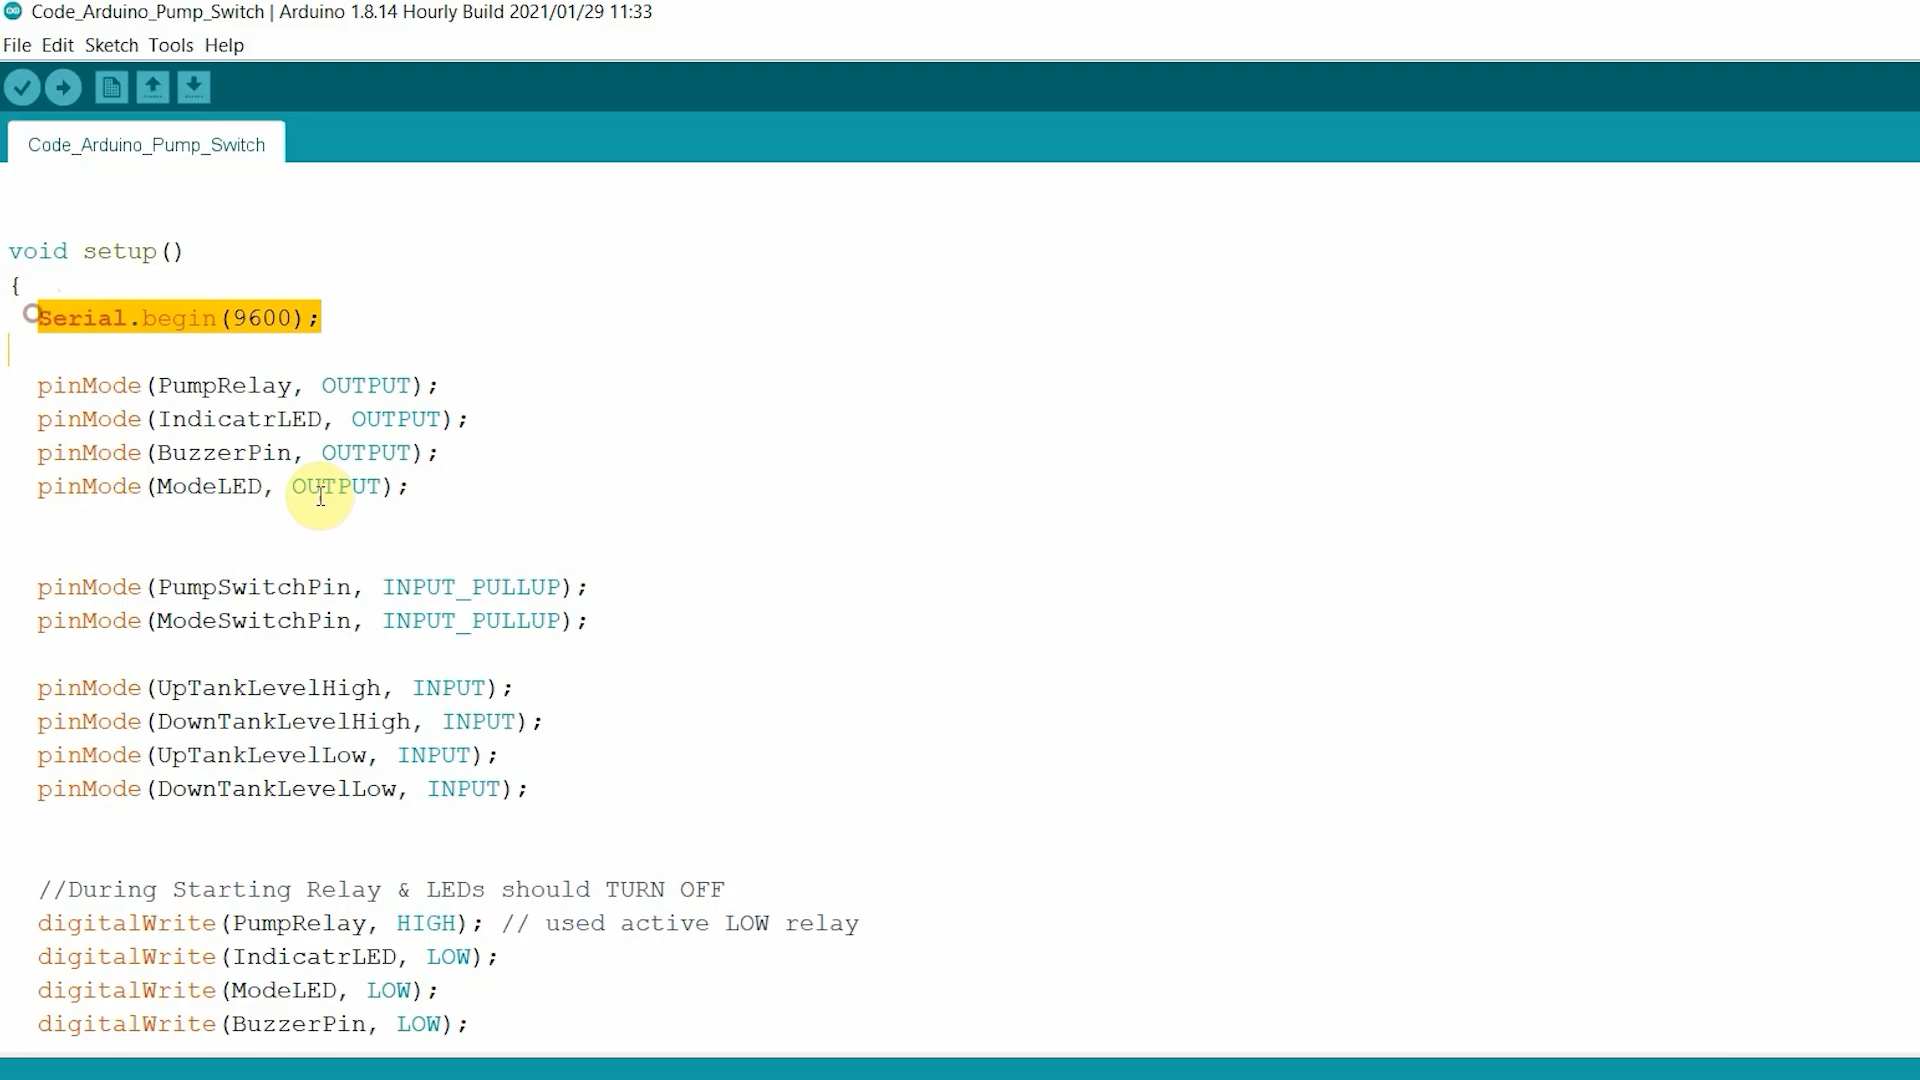 Code_Arduino_Pump_Switch | Arduino 1.8.14 Hourly Build 2021/01/29 11:33
File Edit Sketch Tools Help
Code_Arduino_Pump_Switch
void setup()
{
Serial.begin(9600);
pinMode(PumpRelay, OUTPUT);
pinMode(IndicatrLED, OUTPUT);
pinMode(BuzzerPin, OUTPUT);
pinMode(ModeLED, OUTPUT);
pinMode(PumpSwitchPin, INPUT_PULLUP);
pinMode(ModeSwitchPin, INPUT_PULLUP);
pinMode(UpTankLevelHigh, INPUT);
pinMode(DownTankLevelHigh, INPUT);
pinMode(UpTankLevelLow, INPUT);
pinMode(DownTankLevelLow, INPUT);
//During Starting Relay & LEDs should TURN OFF
digitalWrite(PumpRelay, HIGH); // used active LOW relay
digitalWrite(IndicatrLED, LOW);
digitalWrite(ModeLED, LOW);
digitalWrite(BuzzerPin, LOW);